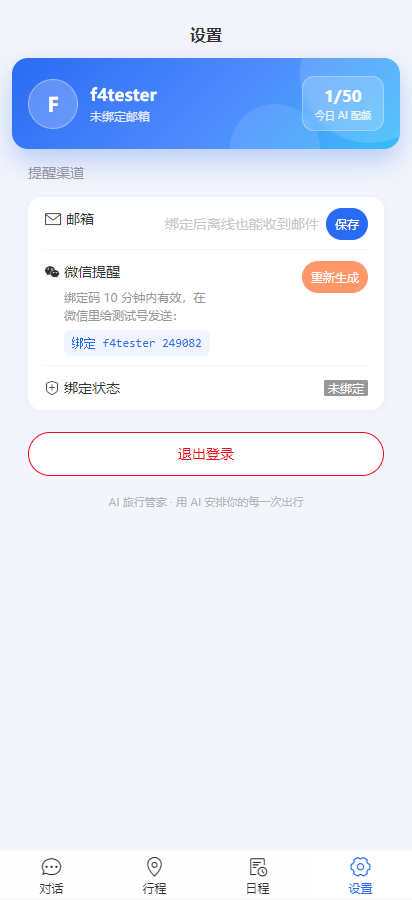 设置
F
f4tester
未绑定邮箱
1/50
今日 AI 配额
提醒渠道
邮箱
绑定后离线也能收到邮件
保存
微信提醒
重新生成
绑定码 10 分钟内有效，在
微信里给测试号发送：
绑定 f4tester 249082
绑定状态
未绑定
退出登录
AI 旅行管家 · 用 AI 安排你的每一次出行
对话
行程
日程
设置